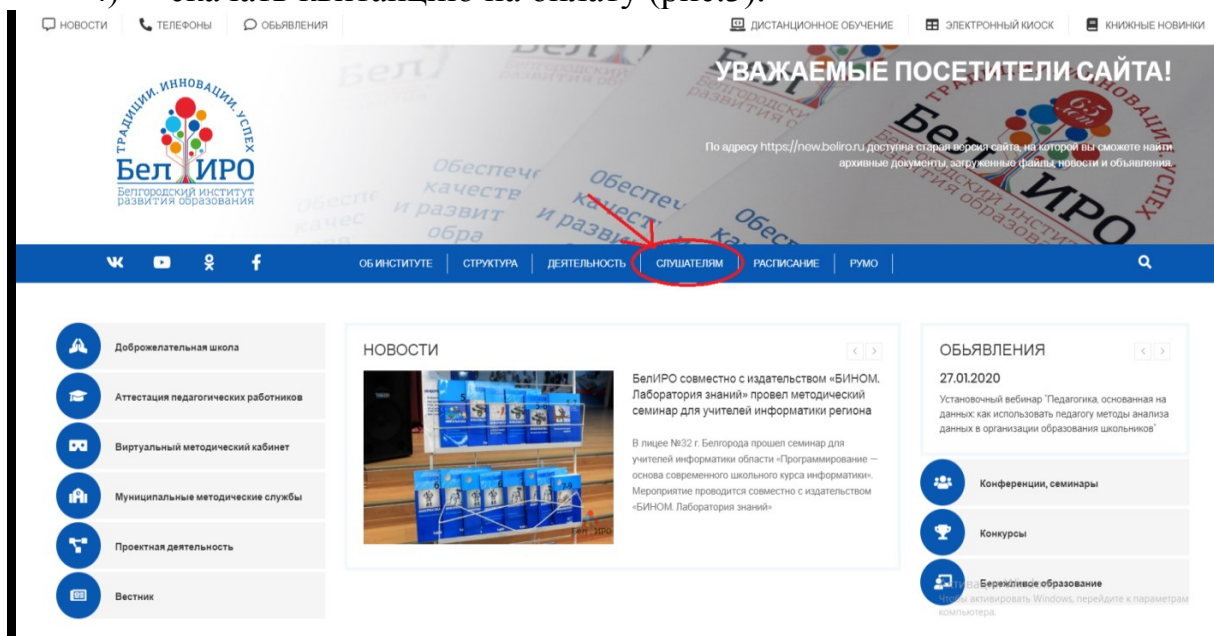 скачать квитанцию на оплату (рис.3).
НОВОСТИ
ТЕЛЕФОНЫ
ОБЬЯВЛЕНИЯ
ДИСТАНЦИОННОЕ ОБУЧЕНИЕ
ЭЛЕКТРОННЫЙ КИОСК
КНИЖНЫЕ НОВИНКИ
ТРАДИЦИИ. ИННОВАЦИИ. УСПЕХ
Бел ИРО
Белгородский институт
развития образования
УВАЖАЕМЫЕ ПОСЕТИТЕЛИ САЙТА!
По адресу https://new.beliro.ru доступна старая версия сайта, на которой вы сможете найти
архивные документы, загруженные файлы, новости и объявления.
ОБ ИНСТИТУТЕ
СТРУКТУРА
ДЕЯТЕЛЬНОСТЬ
СЛУШАТЕЛЯМ
РАСПИСАНИЕ
РУМО
Доброжелательная школа
Аттестация педагогических работников
Виртуальный методический кабинет
Муниципальные методические службы
Проектная деятельность
Вестник
НОВОСТИ
БелИРО совместно с издательством «БИНОМ.
Лаборатория знаний» провел методический
семинар для учителей информатики региона
В лицее №32 г. Белгорода прошел семинар для
учителей информатики области «Программирование –
основа современного школьного курса информатики».
Мероприятие проводится совместно с издательством
«БИНОМ. Лаборатория знаний»
ОБЬЯВЛЕНИЯ
27.01.2020
Установочный вебинар "Педагогика, основанная на
данных: как использовать педагогу методы анализа
данных в организации образования школьников"
Конференции, семинары
Конкурсы
Бережливое образование
Чтобы активировать Windows, перейдите к параметрам
компьютера.